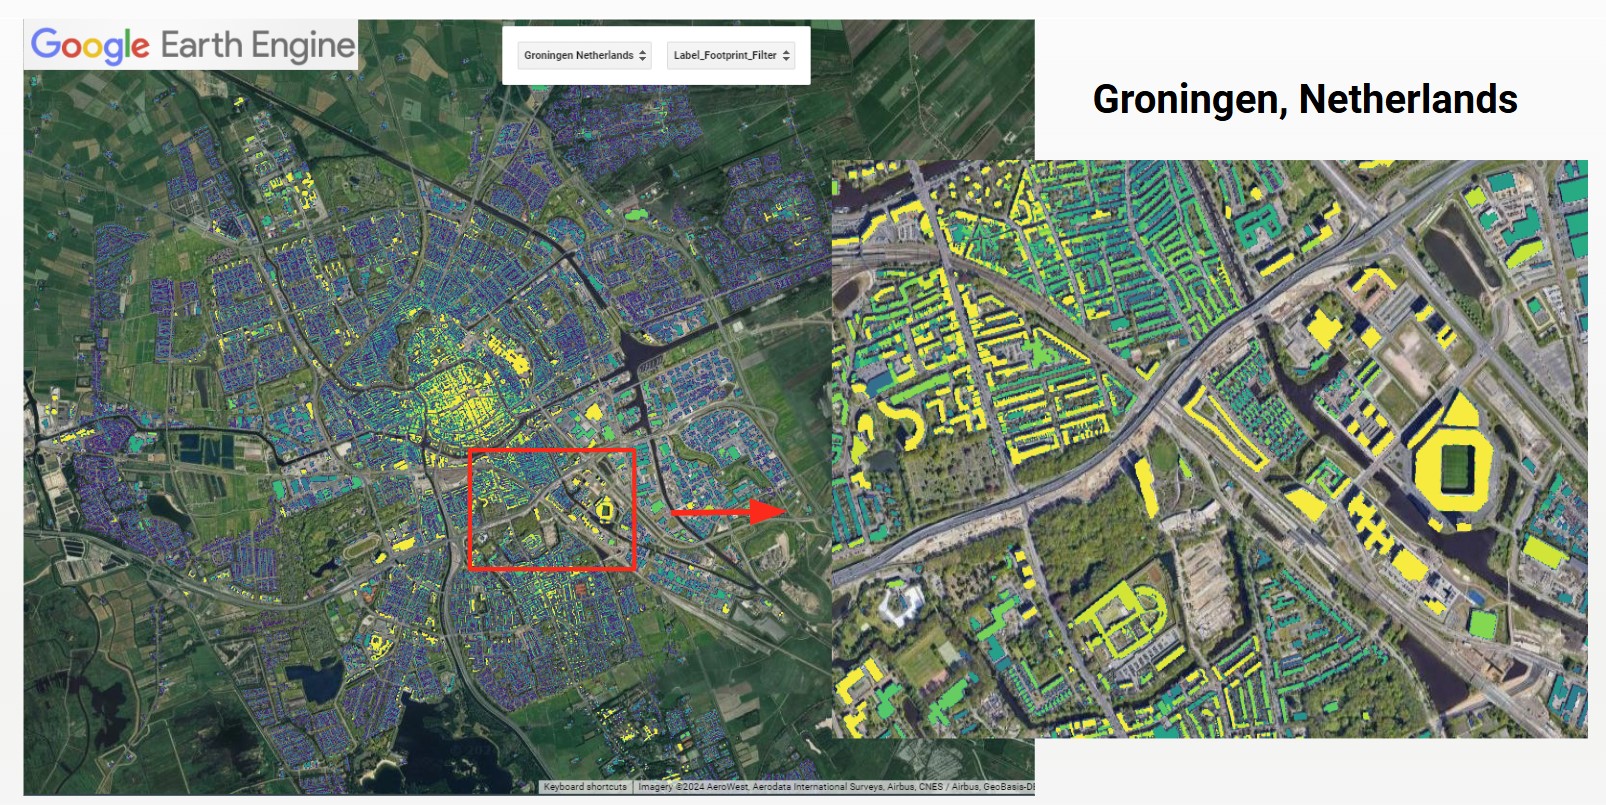 Google Earth Engine
Groningen Netherlands
Label_Footprint_Filter
Groningen, Netherlands
Keyboard shortcuts
Imagery ©2024 AeroWest, Aerodata International Surveys, Airbus, CNES / Airbus, GeoBasis-DE